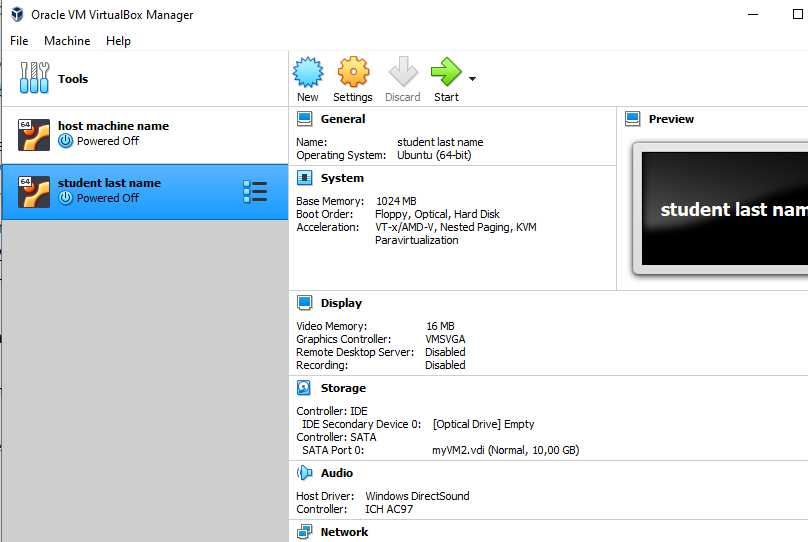 Oracle VM VirtualBox Manager
File Machine Help
Tools
New Settings Discard Start
64
host machine name
Powered Off
64
student last name
Powered Off
General
Name: student last name
Operating System: Ubuntu (64-bit)
Preview
student last nam
System
Base Memory: 1024 MB
Boot Order: Floppy, Optical, Hard Disk
Acceleration: VT-x/AMD-V, Nested Paging, KVM
Paravirtualization
Display
Video Memory: 16 MB
Graphics Controller: VMSVGA
Remote Desktop Server: Disabled
Recording: Disabled
Storage
Controller: IDE
IDE Secondary Device 0: [Optical Drive] Empty
Controller: SATA
SATA Port 0: myVM2.vdi (Normal, 10,00 GB)
Audio
Host Driver: Windows DirectSound
Controller: ICH AC97
Network